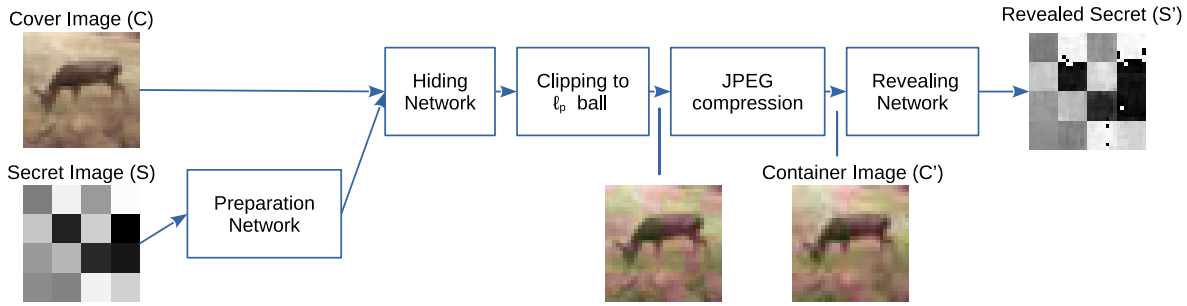 Cover Image (C)
Revealed Secret (S’)
Hiding
Network
Clipping to
ℓp ball
JPEG
compression
Revealing
Network
Secret Image (S)
Preparation
Network
Container Image (C’)